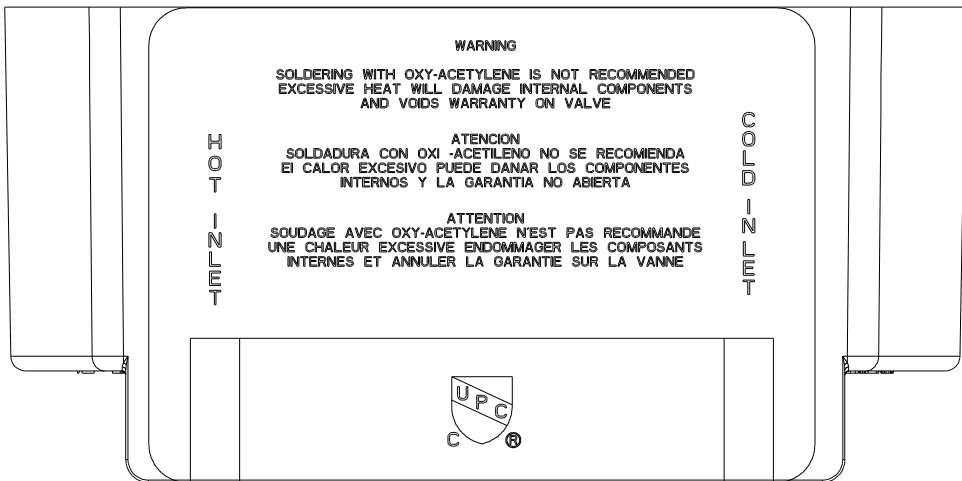 WARNING
SOLDERING WITH OXY-ACETYLENE IS NOT RECOMMENDED
EXCESSIVE HEAT WILL DAMAGE INTERNAL COMPONENTS
AND VOIDS WARRANTY ON VALVE
ATENCION
SOLDADURA CON OXI -ACETILENO NO SE RECOMIENDA
El CALOR EXCESIVO PUEDE DANAR LOS COMPONENTES
INTERNOS Y LA GARANTIA NO ABIERTA
ATTENTION
SOUDAGE AVEC OXY-ACETYLENE N'EST PAS RECOMMANDE
UNE CHALEUR EXCESSIVE ENDOMMAGER LES COMPOSANTS
INTERNES ET ANNULER LA GARANTIE SUR LA VANNE
HOT INLET
COLD INLET
UPC
C ®